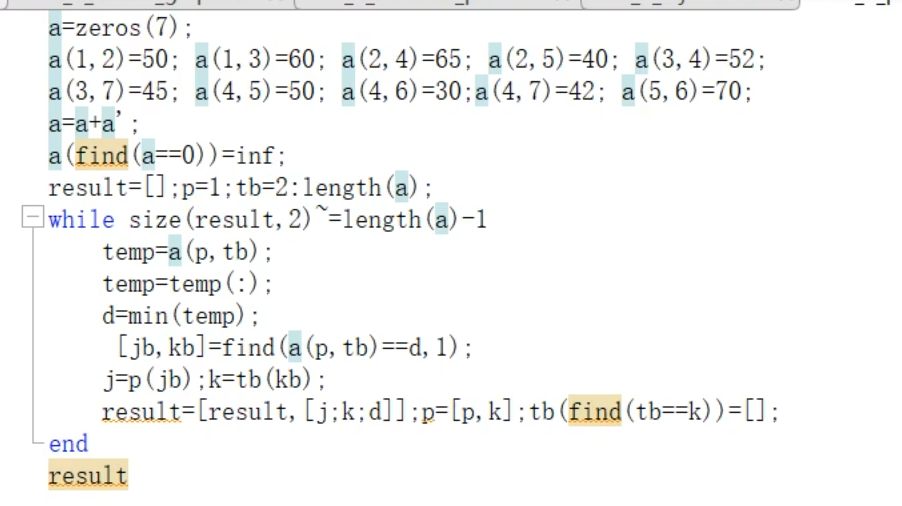 a=zeros(7);
a(1,2)=50; a(1,3)=60; a(2,4)=65; a(2,5)=40; a(3,4)=52;
a(3,7)=45; a(4,5)=50; a(4,6)=30;a(4,7)=42; a(5,6)=70;
a=a+a';
a(find(a==0))=inf;
result=[];p=1;tb=2:length(a);
while size(result,2)~=length(a)-1
temp=a(p,tb);
temp=temp(:);
d=min(temp);
[jb,kb]=find(a(p,tb)==d,1);
j=p(jb);k=tb(kb);
result=[result,[j;k;d]];p=[p,k];tb(find(tb==k))=[];
end
result